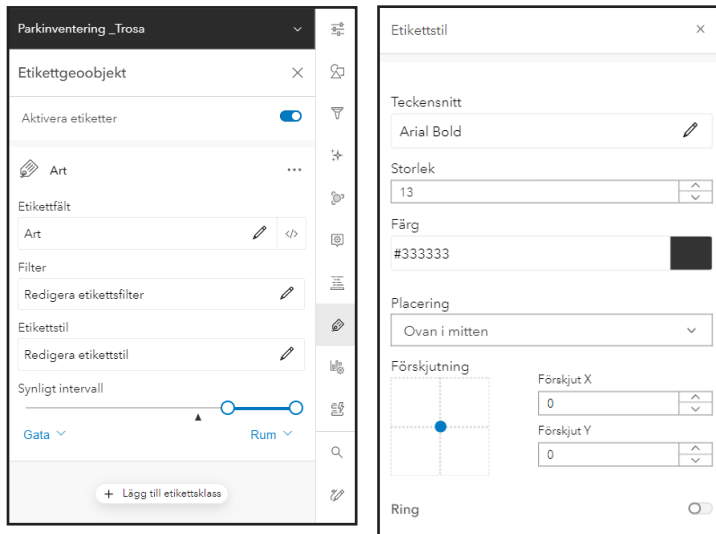 Parkinventering _Trosa
Etikettgeoobjekt
Aktivera etiketter
Art
Etikettfält
Art
Filter
Redigera etikettsfilter
Etikettstil
Redigera etikettstil
Synligt intervall
Gata
Rum
+ Lägg till etikettsklass
Etikettstil
Teckensnitt
Arial Bold
Storlek
13
Färg
#333333
Placering
Ovan i mitten
Förskjutning
Förskjut X
0
Förskjut Y
0
Ring